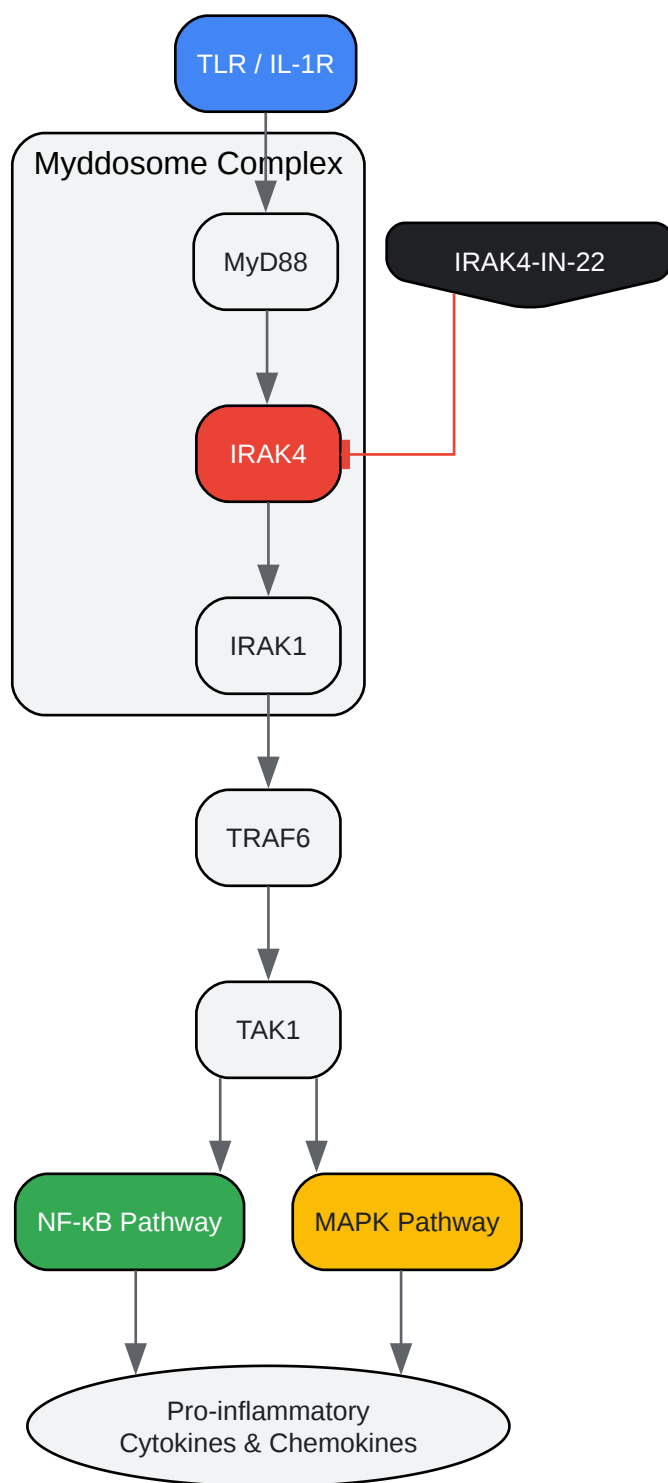 TLR / IL-1R
Myddosome Complex
MyD88
IRAK4-IN-22
IRAK4
IRAK1
TRAF6
TAK1
NF-κB Pathway
MAPK Pathway
Pro-inflammatory
Cytokines & Chemokines